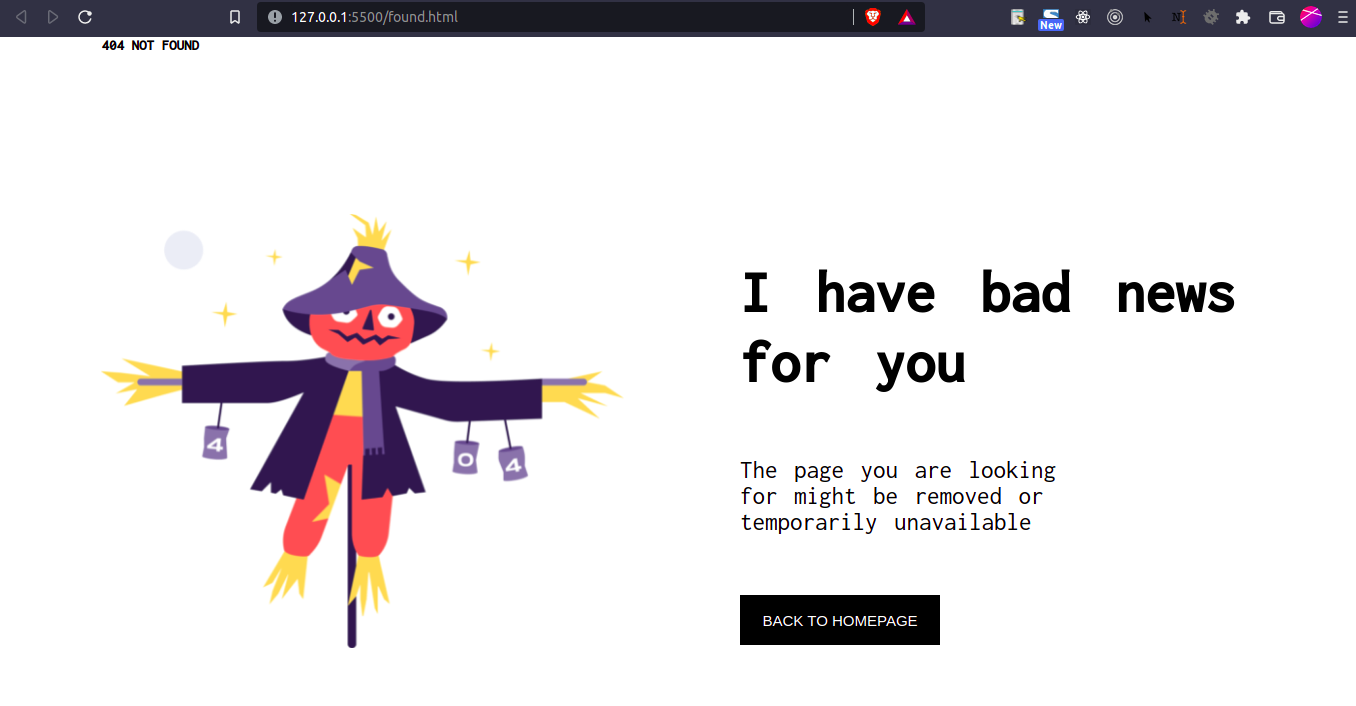 127.0.0.1:5500/found.html
New
404 NOT FOUND
I have bad news
for you
4
0
4
The page you are looking
for might be removed or
temporarily unavailable
BACK TO HOMEPAGE